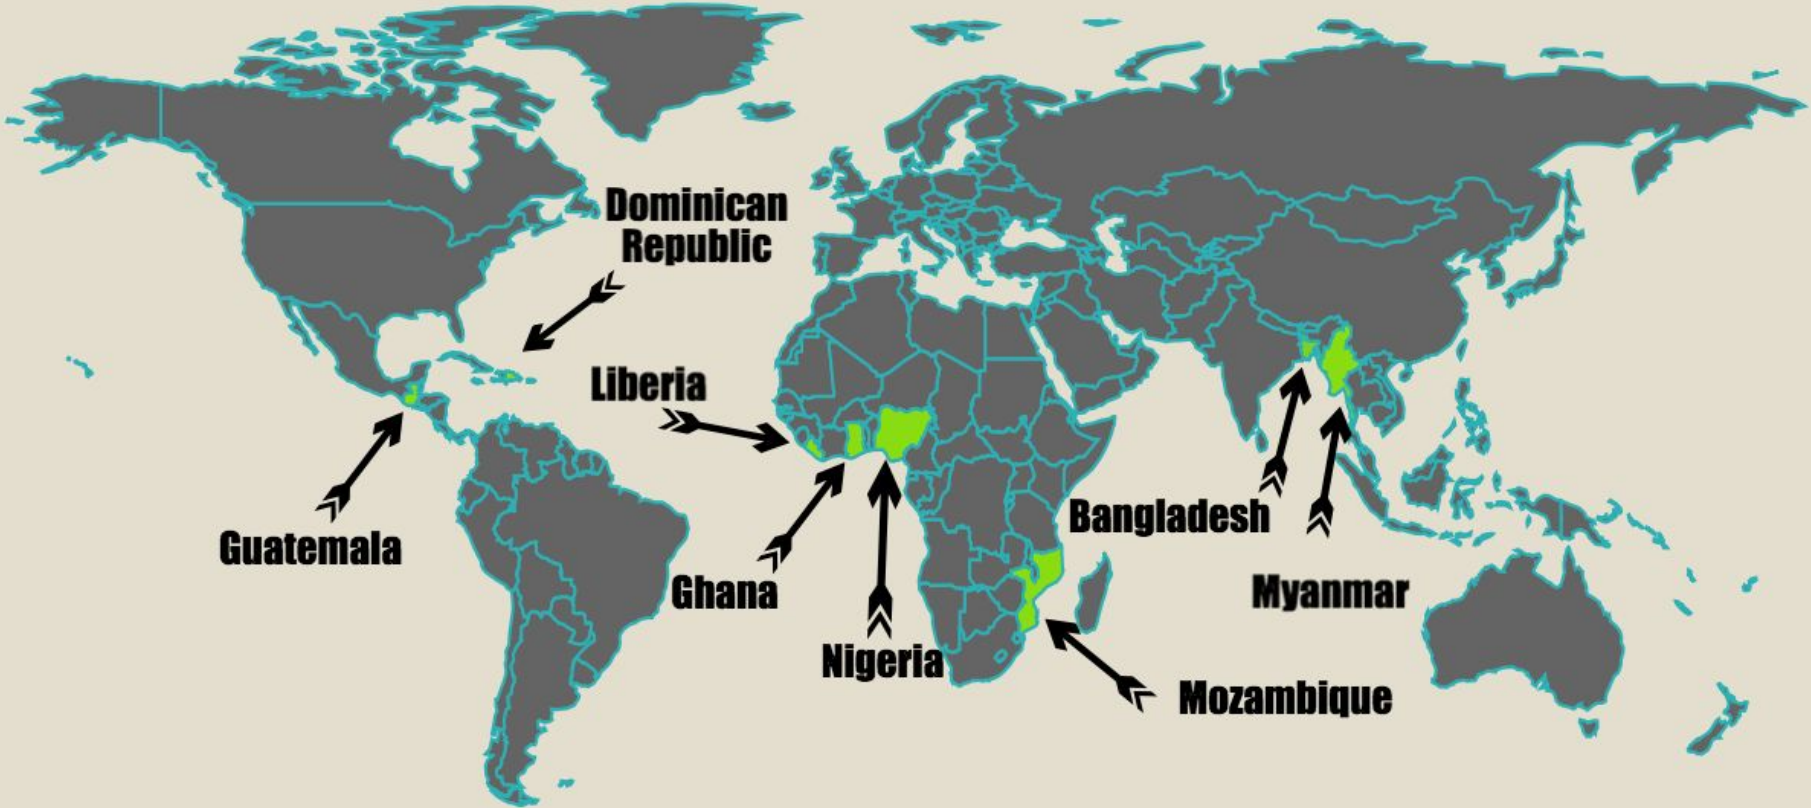 Dominican
Republic
Liberia
Guatemala
Ghana
Nigeria
Bangladesh
Myanmar
Mozambique